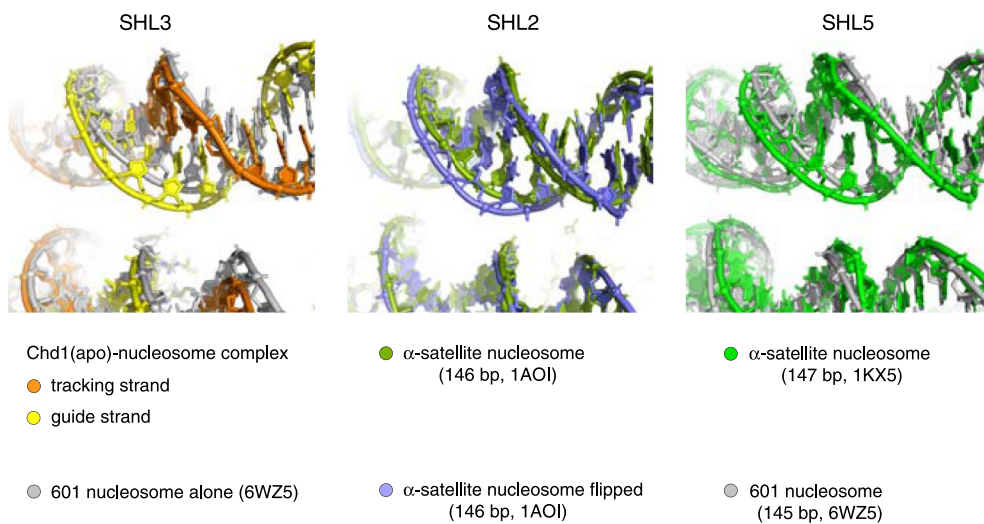 SHL3
SHL2
SHL5
Chd1(apo)-nucleosome complex
tracking strand
guide strand
601 nucleosome alone (6WZ5)
α-satellite nucleosome
(146 bp, 1AOI)
α-satellite nucleosome flipped
(146 bp, 1AOI)
α-satellite nucleosome
(147 bp, 1KX5)
601 nucleosome
(145 bp, 6WZ5)